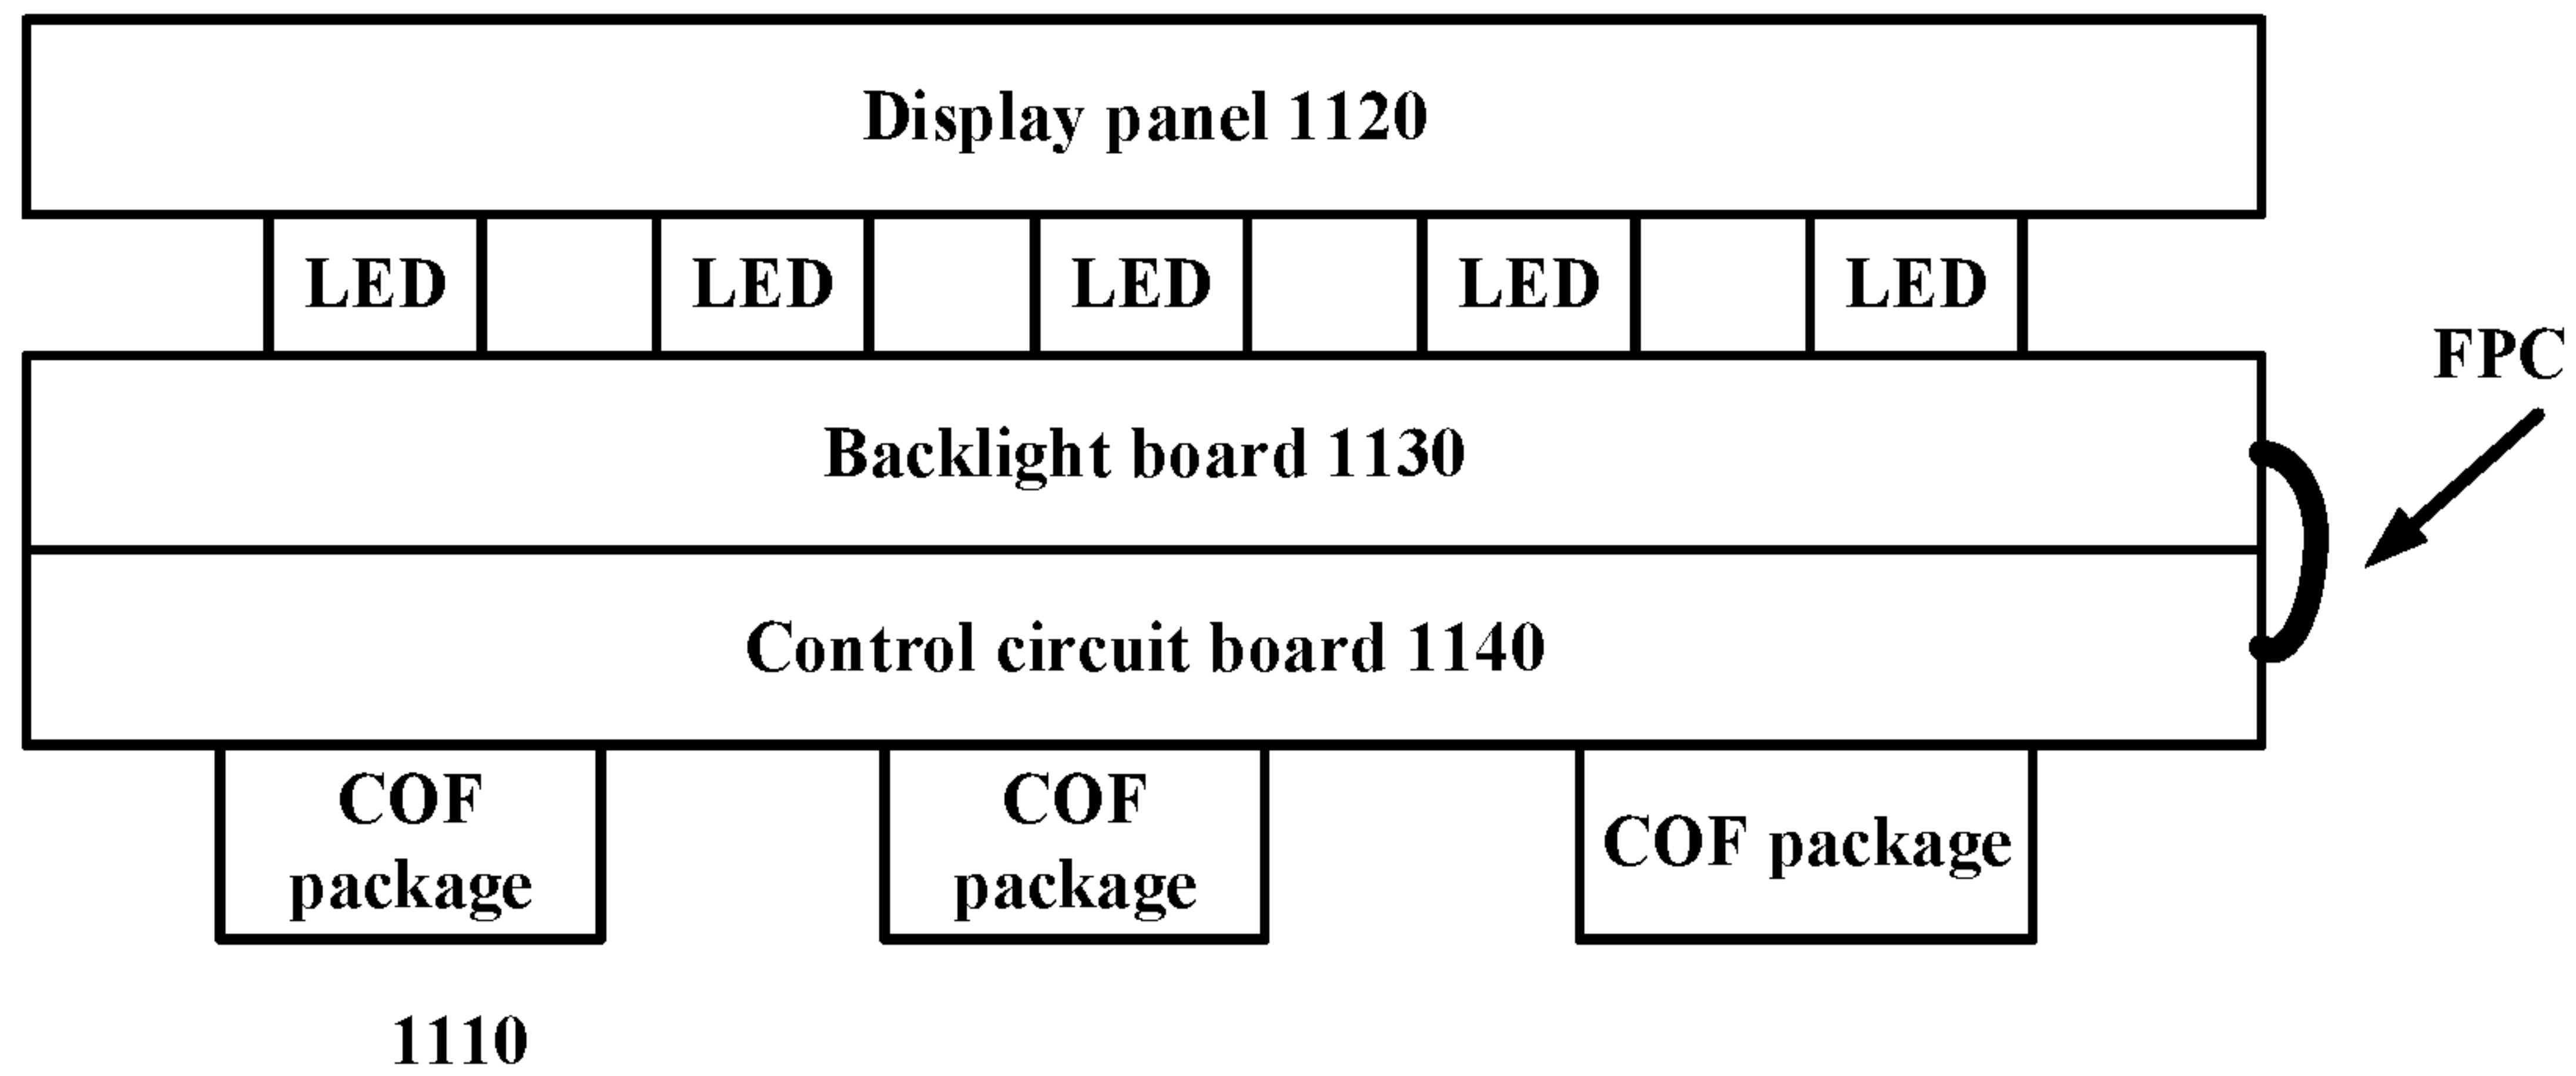 Display panel 1120
LED LED LED LED LED
FPC
Backlight board 1130
Control circuit board 1140
COF
package
COF
package
COF package
1110